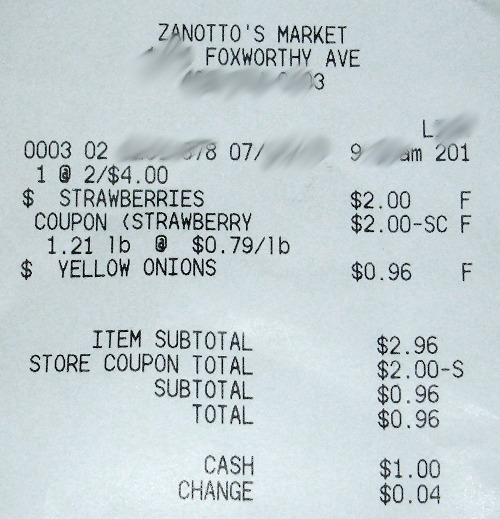 ZANOTTO'S MARKET
FOXWORTHY AVE
0003 02 07/ 9 am 201
1 @ 2/$4.00
$ STRAWBERRIES $2.00 F
COUPON (STRAWBERRY $2.00-SC F
1.21 lb @ $0.79/lb
$ YELLOW ONIONS $0.96 F
ITEM SUBTOTAL $2.96
STORE COUPON TOTAL $2.00-S
SUBTOTAL $0.96
TOTAL $0.96
CASH $1.00
CHANGE $0.04